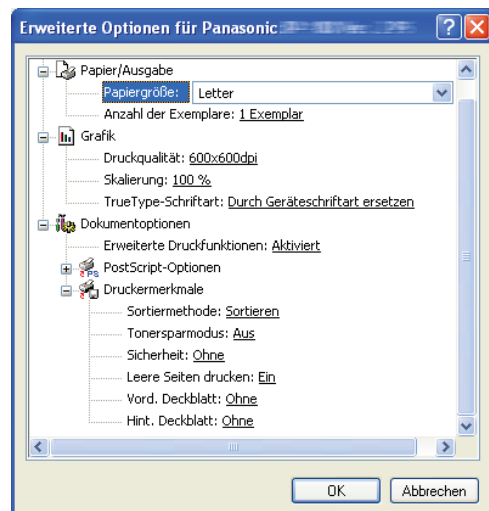 Erweiterte Optionen für Panasonic
Papier/Ausgabe
Papiergröße: Letter
Anzahl der Exemplare: 1 Exemplar
Grafik
Druckqualität: 600x600dpi
Skalierung: 100 %
TrueType-Schriftart: Durch Geräteschriftart ersetzen
Dokumentoptionen
Erweiterte Druckfunktionen: Aktiviert
PostScript-Optionen
Druckermerkmale
Sortiermethode: Sortieren
Tonersparmodus: Aus
Sicherheit: Ohne
Leere Seiten drucken: Ein
Vord. Deckblatt: Ohne
Hint. Deckblatt: Ohne
OK Abbrechen